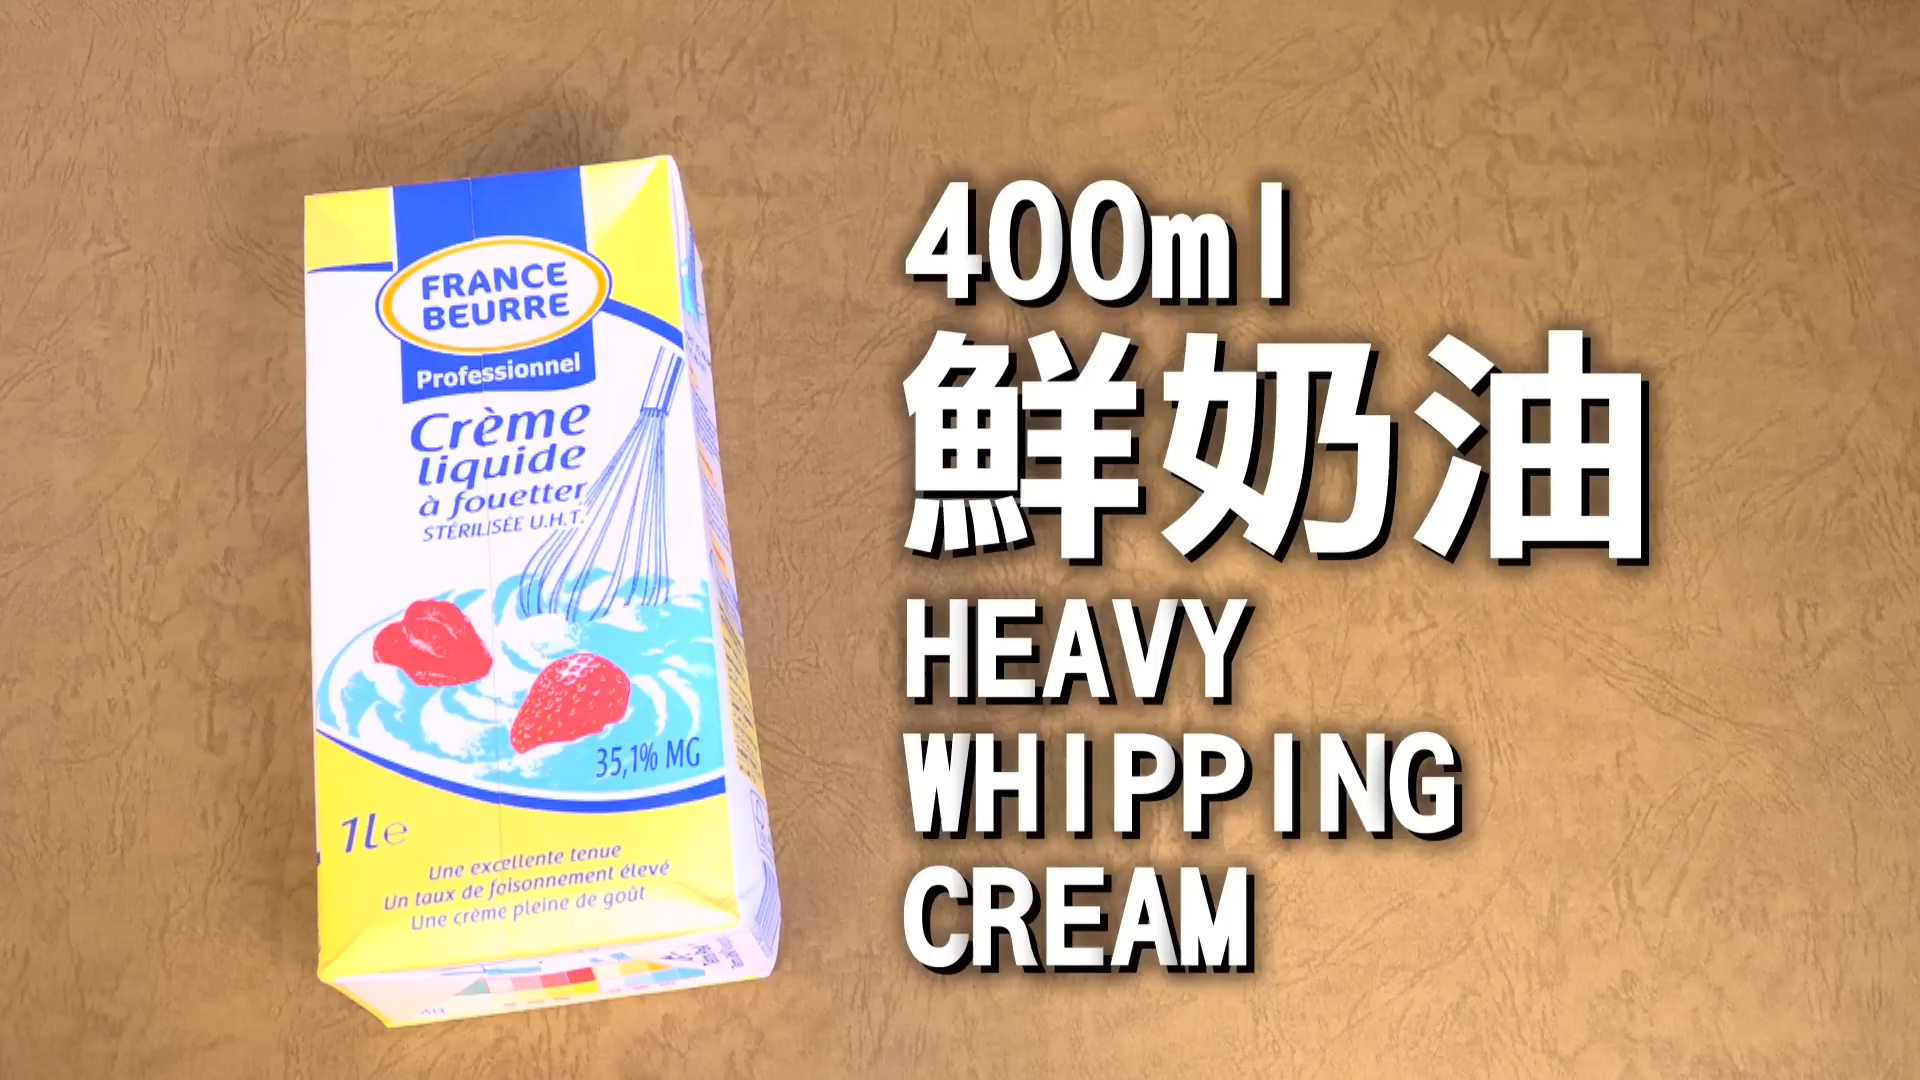 FRANCE
BEURRE
Professionnel
Crème
liquide
à fouetter
STÉRILISÉE U.H.T.
35,1% MG
1L e
Une excellente tenue
Un taux de foisonnement élevé
Une crème pleine de goût
400ml
鮮奶油
HEAVY
WHIPPING
CREAM